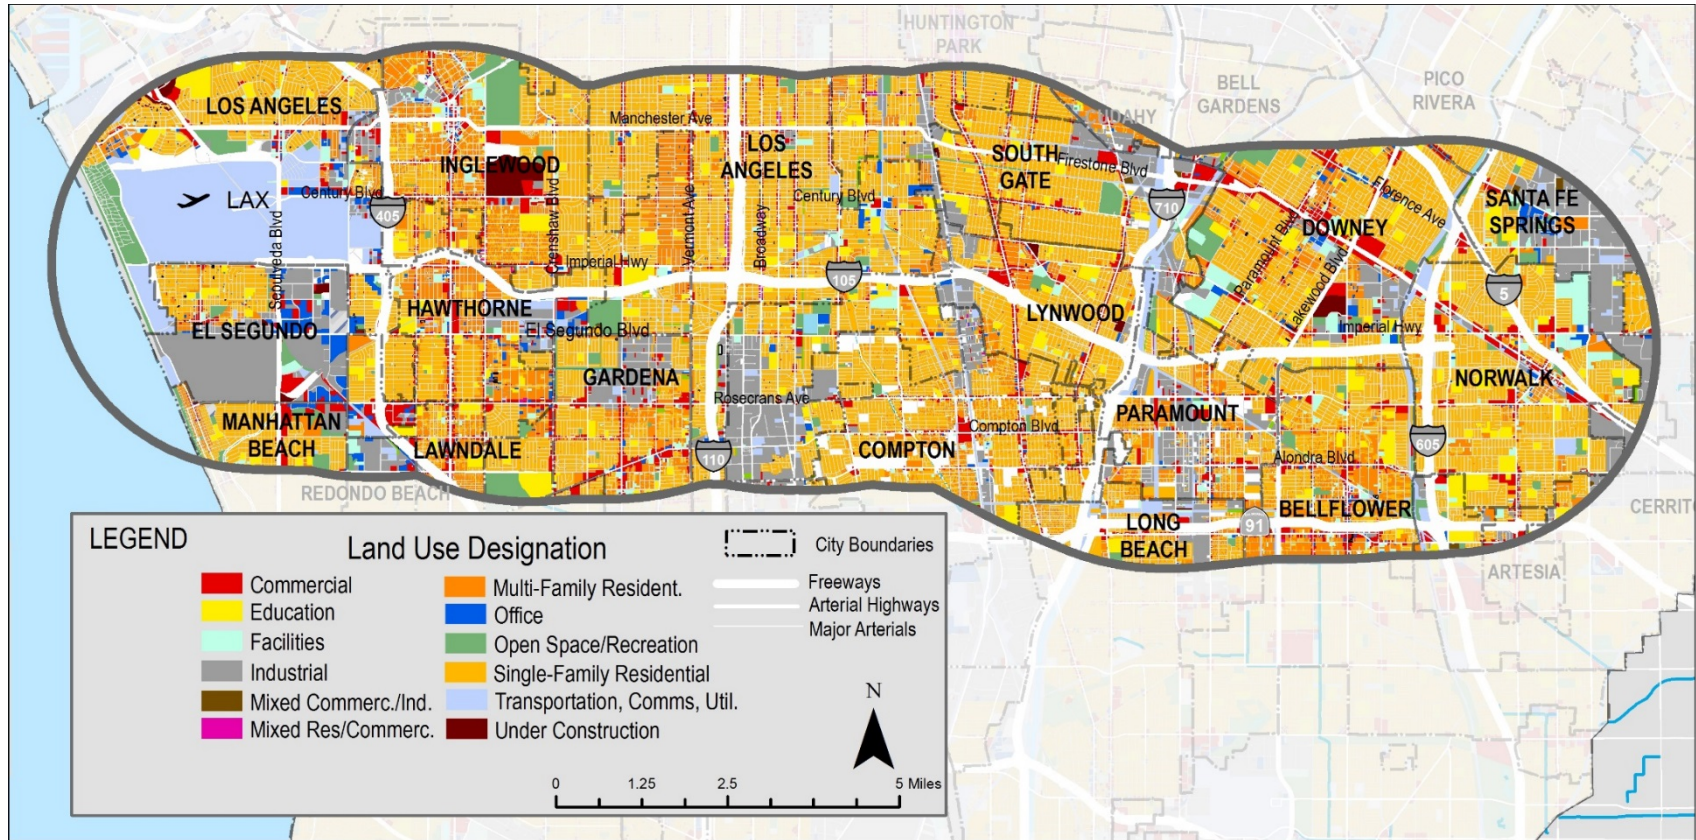 HUNTINGTON
PARK
BELL
GARDENS
PICO
RIVERA
LOS ANGELES
Manchester Ave
INGLEWOOD
LOS
ANGELES
SOUTH
GATE
Firestone Blvd
Florence Ave
SANTA FE
SPRINGS
LAX
Century Blvd
405
Century Blvd
710
DOWNEY
Sepulveda Blvd
Crenshaw Blvd
Vermont Ave
Broadway
Paramount Blvd
Lakewood Blvd
Imperial Hwy
105
5
HAWTHORNE
LYNWOOD
EL SEGUNDO
El Segundo Blvd
Imperial Hwy
GARDENA
NORWALK
Rosecrans Ave
PARAMOUNT
MANHATTAN
BEACH
LAWNDALE
110
COMPTON
Compton Blvd
605
Alondra Blvd
REDONDO BEACH
LONG
BEACH
91
BELLFLOWER
ARTESIA
LEGEND
Land Use Designation
Commercial
Education
Facilities
Industrial
Mixed Commerc./Ind.
Mixed Res/Commerc.
Multi-Family Resident.
Office
Open Space/Recreation
Single-Family Residential
Transportation, Comms, Util.
Under Construction
City Boundaries
Freeways
Arterial Highways
Major Arterials
N
0 1.25 2.5 5 Miles